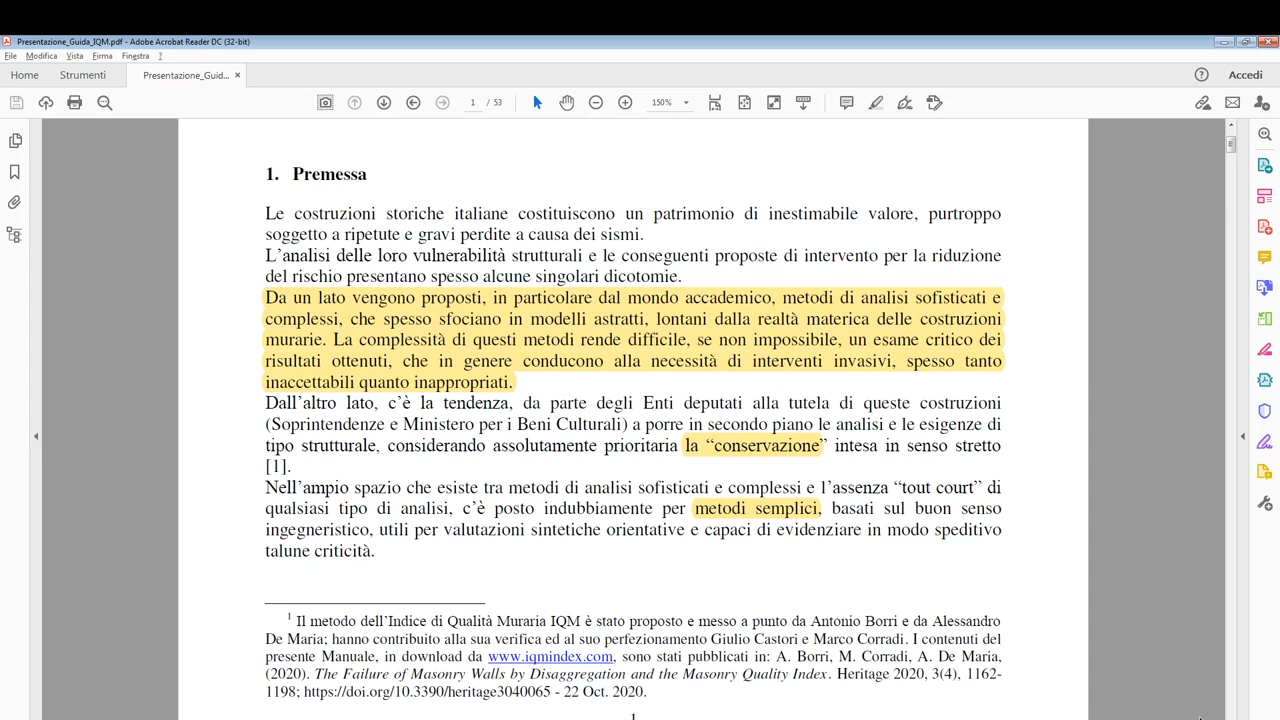 Presentazione_Guida_IQM.pdf - Adobe Acrobat Reader DC (32-bit)
File Modifica Vista Firma Finestra ?
Home Strumenti Presentazione_Guid... × Accedi
1 / 53 150%
1. Premessa
Le costruzioni storiche italiane costituiscono un patrimonio di inestimabile valore, purtroppo
soggetto a ripetute e gravi perdite a causa dei sismi.
L’analisi delle loro vulnerabilità strutturali e le conseguenti proposte di intervento per la riduzione
del rischio presentano spesso alcune singolari dicotomie.
Da un lato vengono proposti, in particolare dal mondo accademico, metodi di analisi sofisticati e
complessi, che spesso sfociano in modelli astratti, lontani dalla realtà materica delle costruzioni
murarie. La complessità di questi metodi rende difficile, se non impossibile, un esame critico dei
risultati ottenuti, che in genere conducono alla necessità di interventi invasivi, spesso tanto
inaccettabili quanto inappropriati.
Dall’altro lato, c’è la tendenza, da parte degli Enti deputati alla tutela di queste costruzioni
(Soprintendenze e Ministero per i Beni Culturali) a porre in secondo piano le analisi e le esigenze di
tipo strutturale, considerando assolutamente prioritaria la “conservazione” intesa in senso stretto
[1].
Nell’ampio spazio che esiste tra metodi di analisi sofisticati e complessi e l’assenza “tout court” di
qualsiasi tipo di analisi, c’è posto indubbiamente per metodi semplici, basati sul buon senso
ingegneristico, utili per valutazioni sintetiche orientative e capaci di evidenziare in modo speditivo
talune criticità.
1 Il metodo dell’Indice di Qualità Muraria IQM è stato proposto e messo a punto da Antonio Borri e da Alessandro
De Maria; hanno contribuito alla sua verifica ed al suo perfezionamento Giulio Castori e Marco Corradi. I contenuti del
presente Manuale, in download da www.iqmindex.com, sono stati pubblicati in: A. Borri, M. Corradi, A. De Maria,
(2020). The Failure of Masonry Walls by Disaggregation and the Masonry Quality Index. Heritage 2020, 3(4), 1162-
1198; https://doi.org/10.3390/heritage3040065 - 22 Oct. 2020.
1